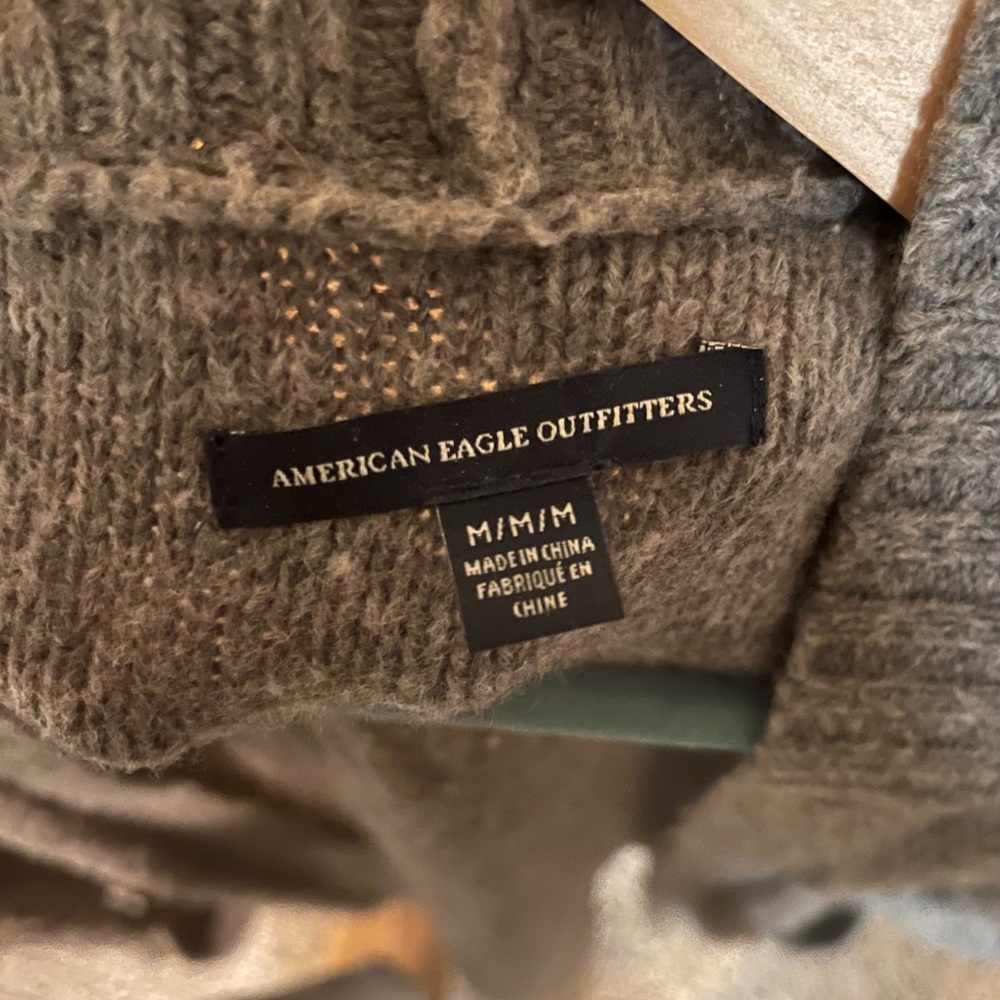 AMERICAN EAGLE OUTFITTERS
M/M/M
MADE IN CHINA
FABRIQUÉ EN
CHINE